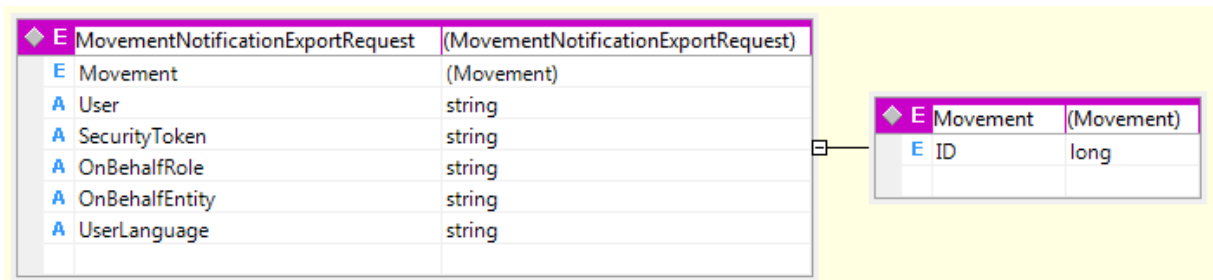 E MovementNotificationExportRequest (MovementNotificationExportRequest)
E Movement (Movement)
A User string
A SecurityToken string
A OnBehalfRole string
A OnBehalfEntity string
A UserLanguage string
E Movement (Movement)
E ID long